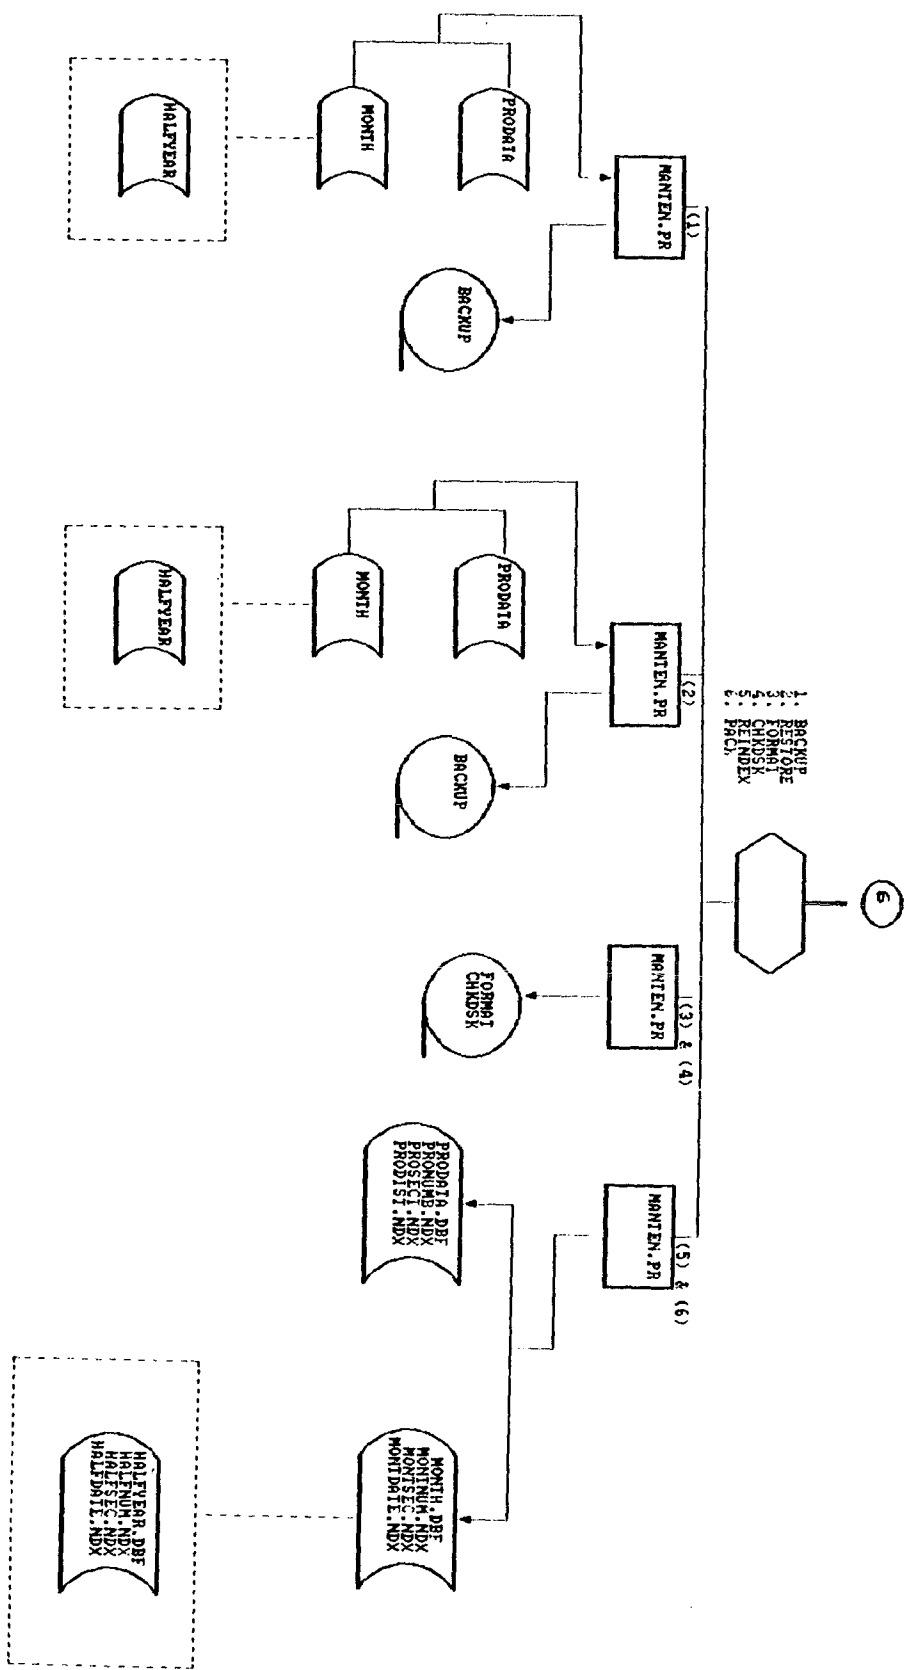 6
1. BACKUP
2. RESTORE
3. FORMAT
4. CHKDSK
5. REINDEX
6. PACK
(1)
(2)
(3) & (4)
(5) & (6)
MANTEN.PR
MANTEN.PR
MANTEN.PR
MANTEN.PR
PRODATA
MONTH
HALFYEAR
BACKUP
PRODATA
MONTH
HALFYEAR
BACKUP
FORMAT
CHKDSK
PRODATA.DBF
PRONUMB.NDX
PROSECT.NDX
PRODIST.NDX
MONTH.DBF
MONTNUM.NDX
MONTSEC.NDX
MONTDATE.NDX
HALFYEAR.DBF
HALFNUM.NDX
HALFSEC.NDX
HALFDATE.NDX